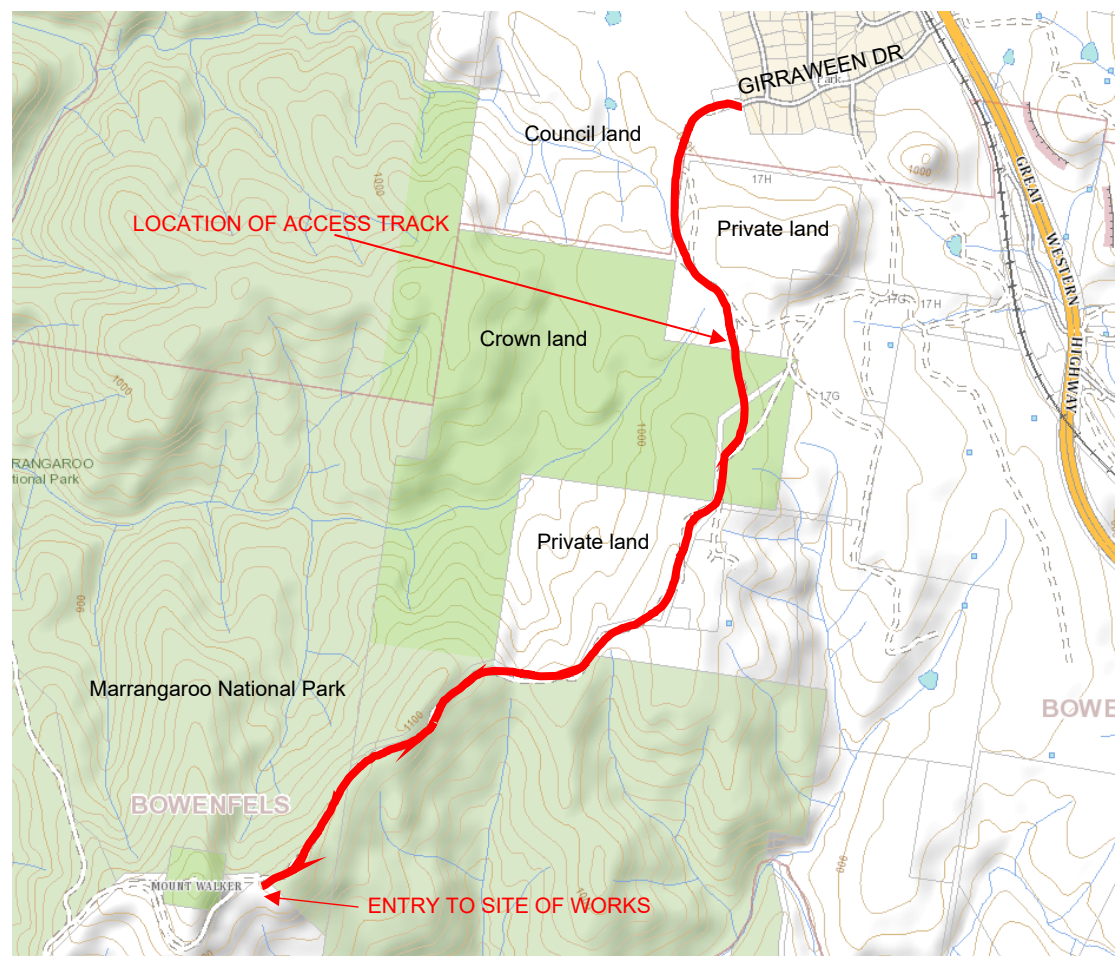 GIRRAWEEN DR
Park
Council land
1000
17H
1000
LOCATION OF ACCESS TRACK
Private land
GREAT WESTERN HIGHWAY
17G
17H
Crown land
1000
17G
1000
RANGAROO
tional Park
Private land
900
Marrangaroo National Park
1100
BOWE
BOWENFELS
MOUNT WALKER
ENTRY TO SITE OF WORKS